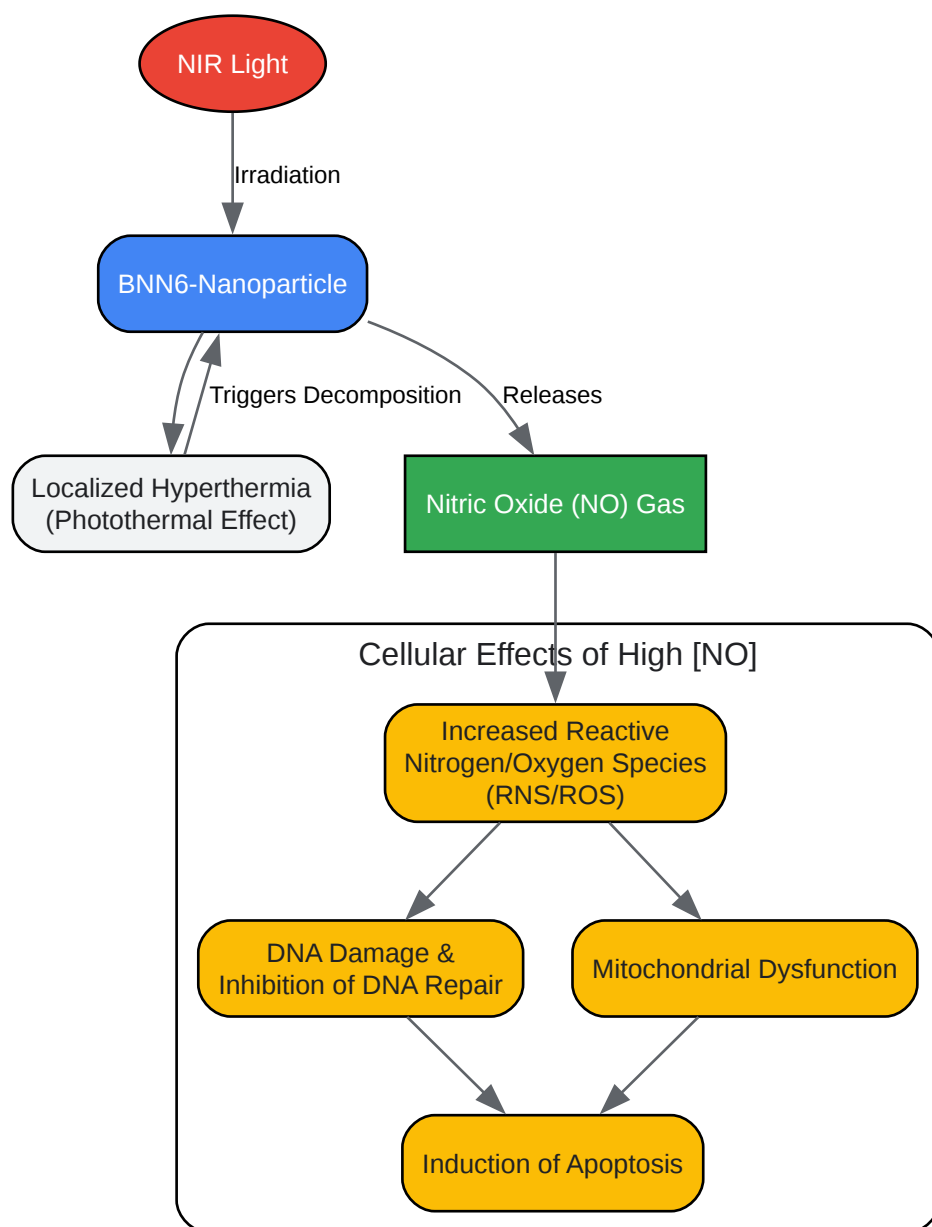 NIR Light
Irradiation
BNN6-Nanoparticle
Triggers Decomposition
Releases
Localized Hyperthermia
(Photothermal Effect)
Nitric Oxide (NO) Gas
Cellular Effects of High [NO]
Increased Reactive
Nitrogen/Oxygen Species
(RNS/ROS)
DNA Damage &
Inhibition of DNA Repair
Mitochondrial Dysfunction
Induction of Apoptosis